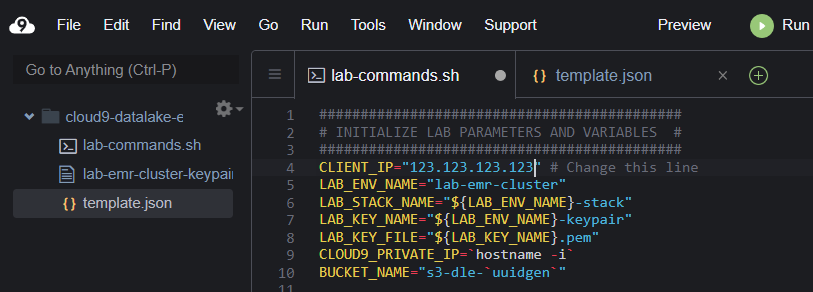 File Edit Find View Go Run Tools Window Support Preview Run
Go to Anything (Ctrl-P)
lab-commands.sh
template.json
cloud9-datalake-e
lab-commands.sh
lab-emr-cluster-keypair
template.json
1 ############################################
2 # INITIALIZE LAB PARAMETERS AND VARIABLES  #
3 ############################################
4 CLIENT_IP="123.123.123.123" # Change this line
5 LAB_ENV_NAME="lab-emr-cluster"
6 LAB_STACK_NAME="${LAB_ENV_NAME}-stack"
7 LAB_KEY_NAME="${LAB_ENV_NAME}-keypair"
8 LAB_KEY_FILE="${LAB_KEY_NAME}.pem"
9 CLOUD9_PRIVATE_IP=`hostname -i`
10 BUCKET_NAME="s3-dle-`uuidgen`"
11